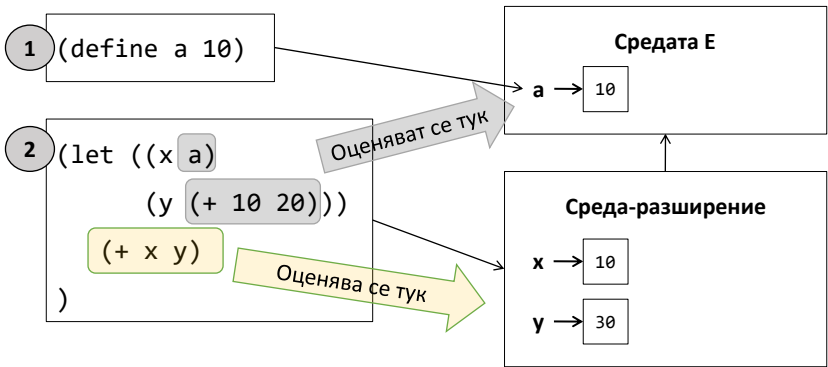 1
(define a 10)
2
(let ((x a)
(y (+ 10 20)))
(+ x y)
)
Оценяват се тук
Оценява се тук
Средата E
a
10
Среда-разширение
x
10
y
30